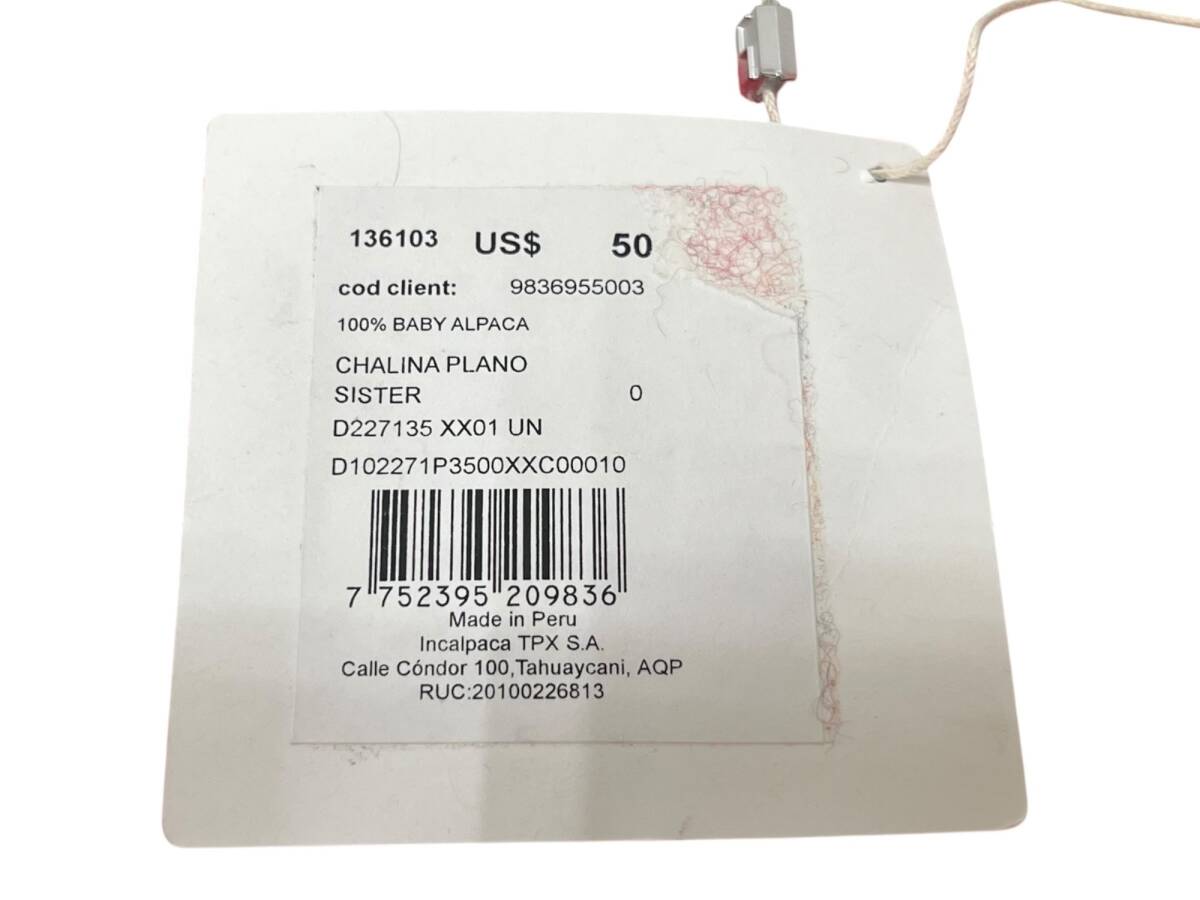 136103 US$ 50
cod client: 9836955003
100% BABY ALPACA
CHALINA PLANO
SISTER 0
D227135 XX01 UN
D102271P3500XXC00010
7 752395 209836
Made in Peru
Incalpaca TPX S.A.
Calle Cóndor 100,Tahuaycani, AQP
RUC:20100226813